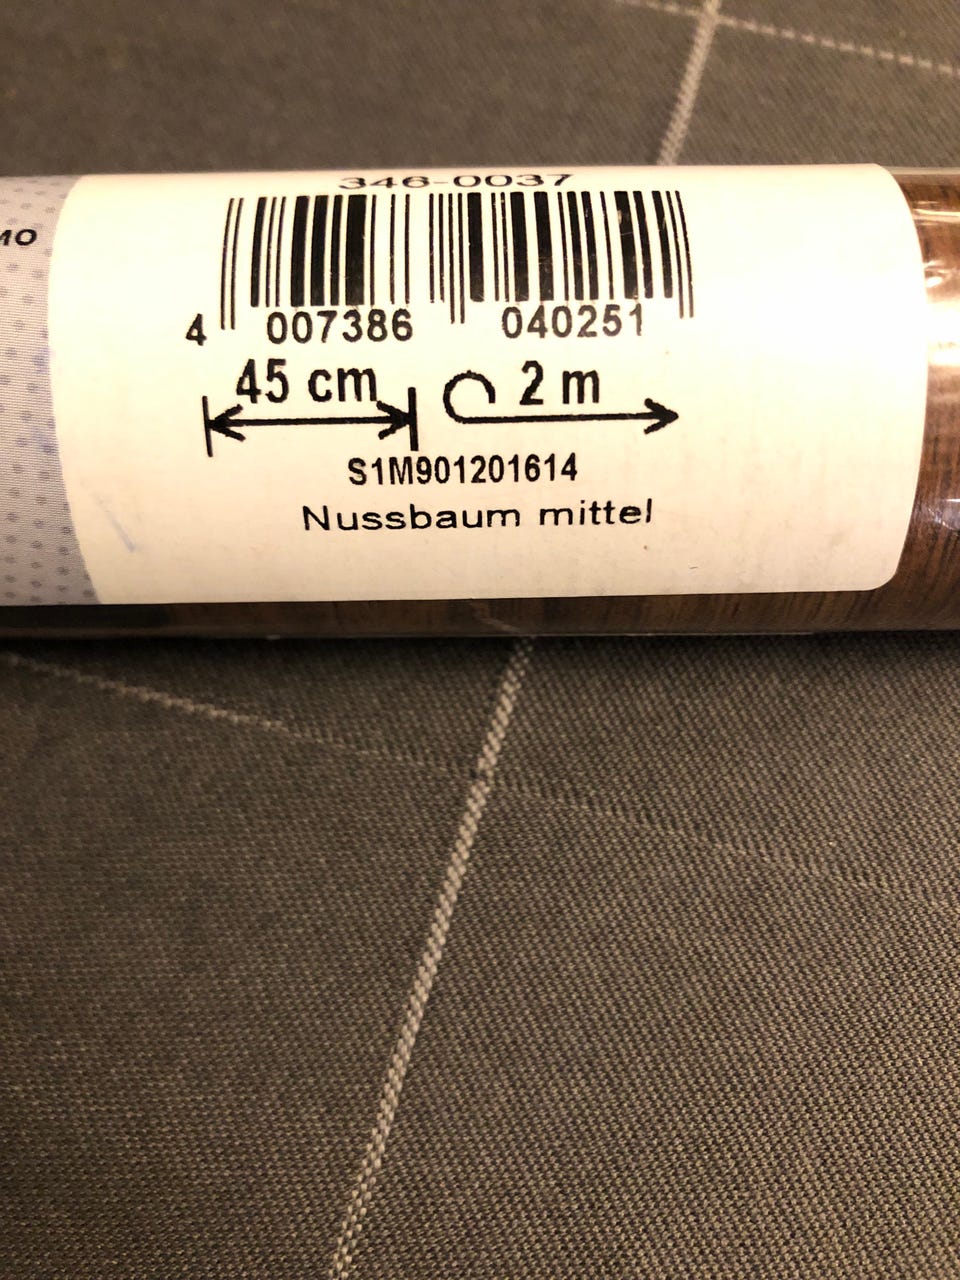 346-0037
4 007386 040251
45 cm 2 m
S1M901201614
Nussbaum mittel